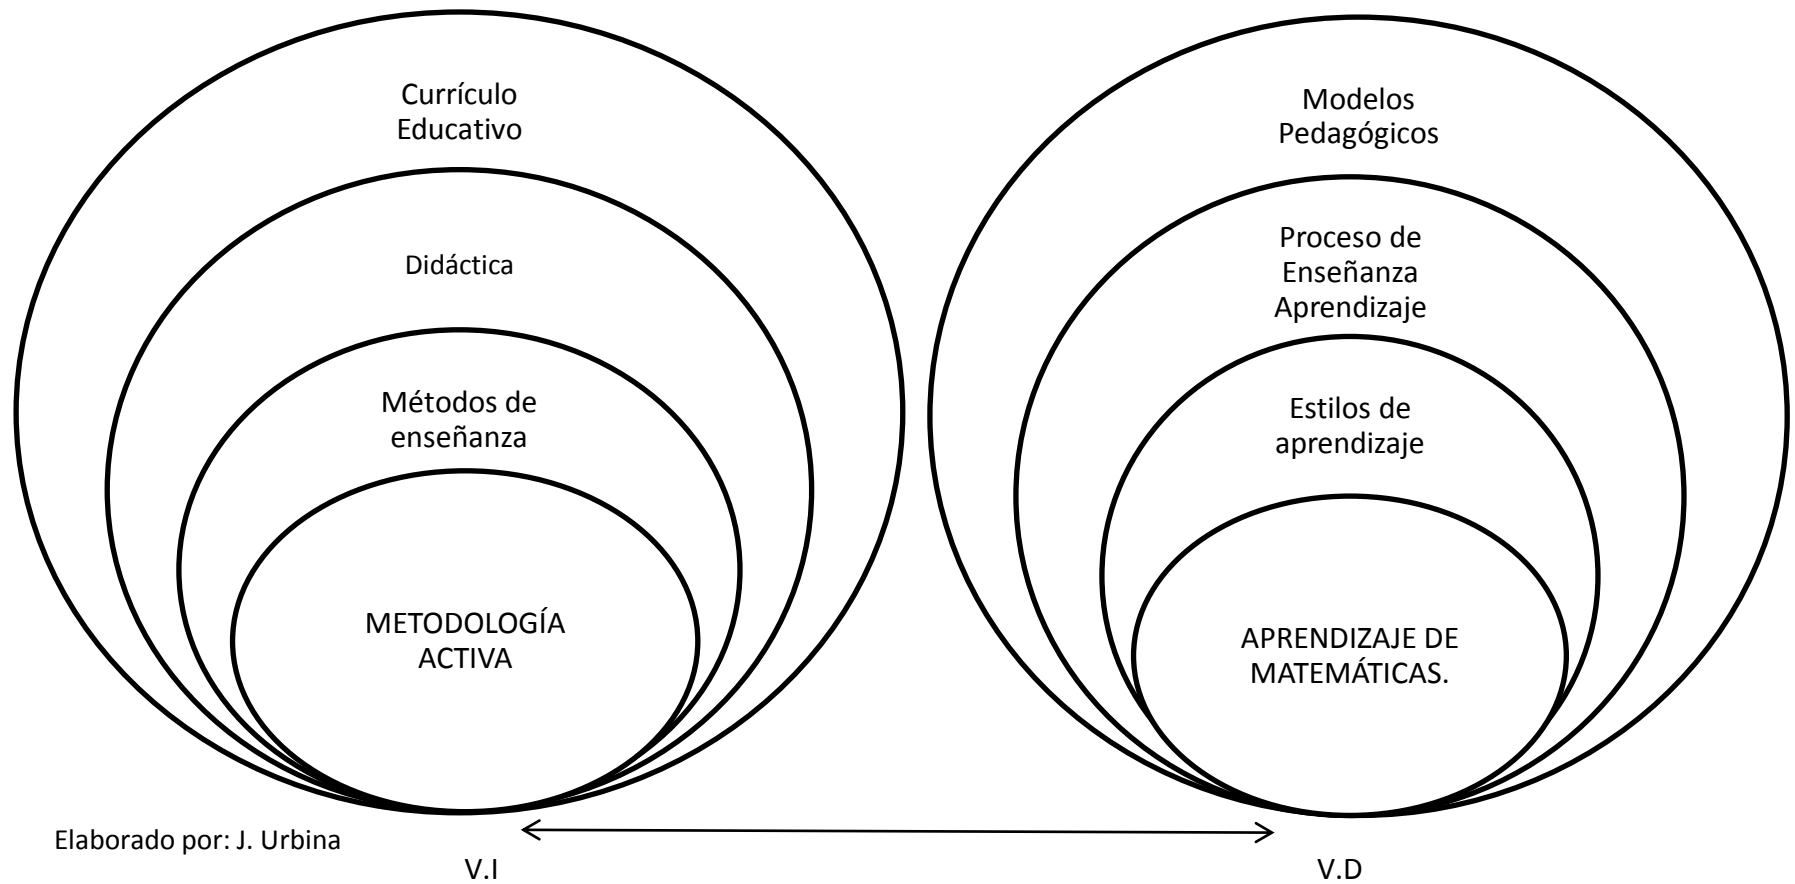 Currículo
Educativo
Didáctica
Métodos de
enseñanza
METODOLOGÍA
ACTIVA
Modelos
Pedagógicos
Proceso de
Enseñanza
Aprendizaje
Estilos de
aprendizaje
APRENDIZAJE DE
MATEMÁTICAS.
Elaborado por: J. Urbina
V.I
V.D